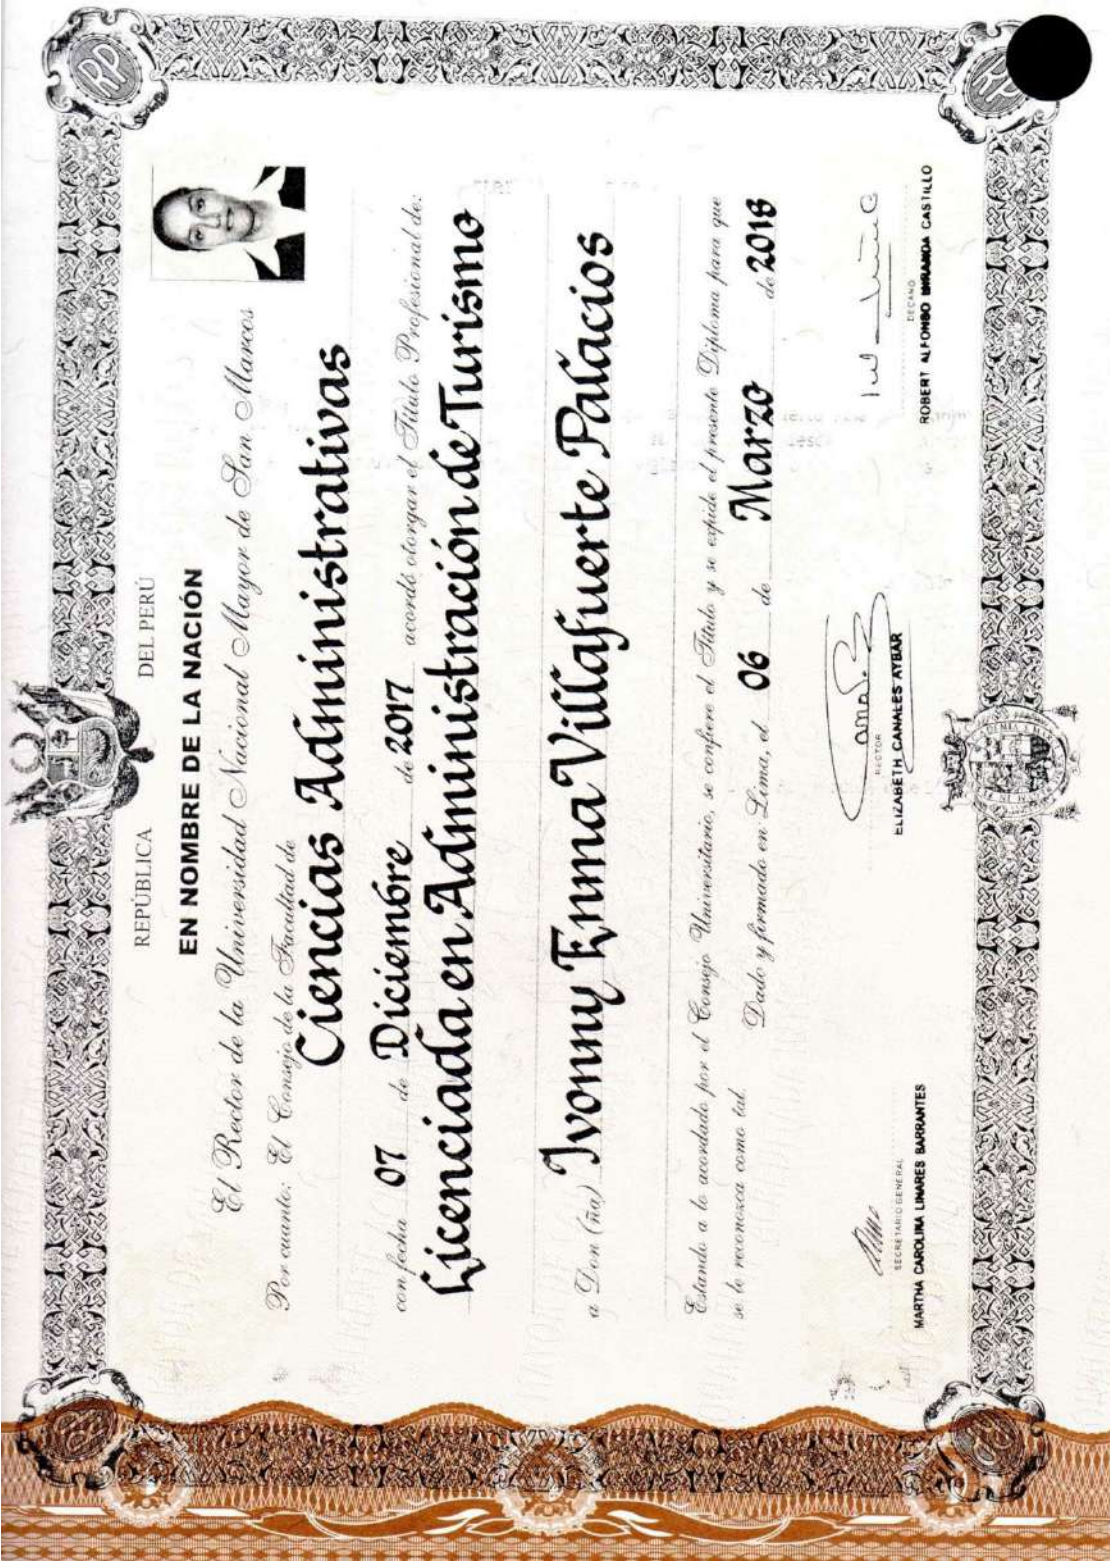 REPÚBLICA DEL PERÚ
EN NOMBRE DE LA NACIÓN
El Rector de la Universidad Nacional Mayor de San Marcos
Por cuanto: El Consejo de la Facultad de
Ciencias Administrativas
con fecha 07 de Diciembre de 2017 acordó otorgar el Título Profesional de:
Licenciada en Administración de Turismo
a Don (ña) Ivonny Emma Villafuerte Palacios
Estando a lo acordado por el Consejo Universitario, se confiere el Título y se expide el presente Diploma para que
se le reconozca como tal.
Dado y firmado en Lima, el 06 de Marzo de 2018
SECRETARIO GENERAL
MARTHA CAROLINA LINARES BARRANTES
RECTOR
ELIZABETH CANALES AYBAR
DECANO
ROBERT ALFONSO MIRANDA CASTILLO
RP
RP